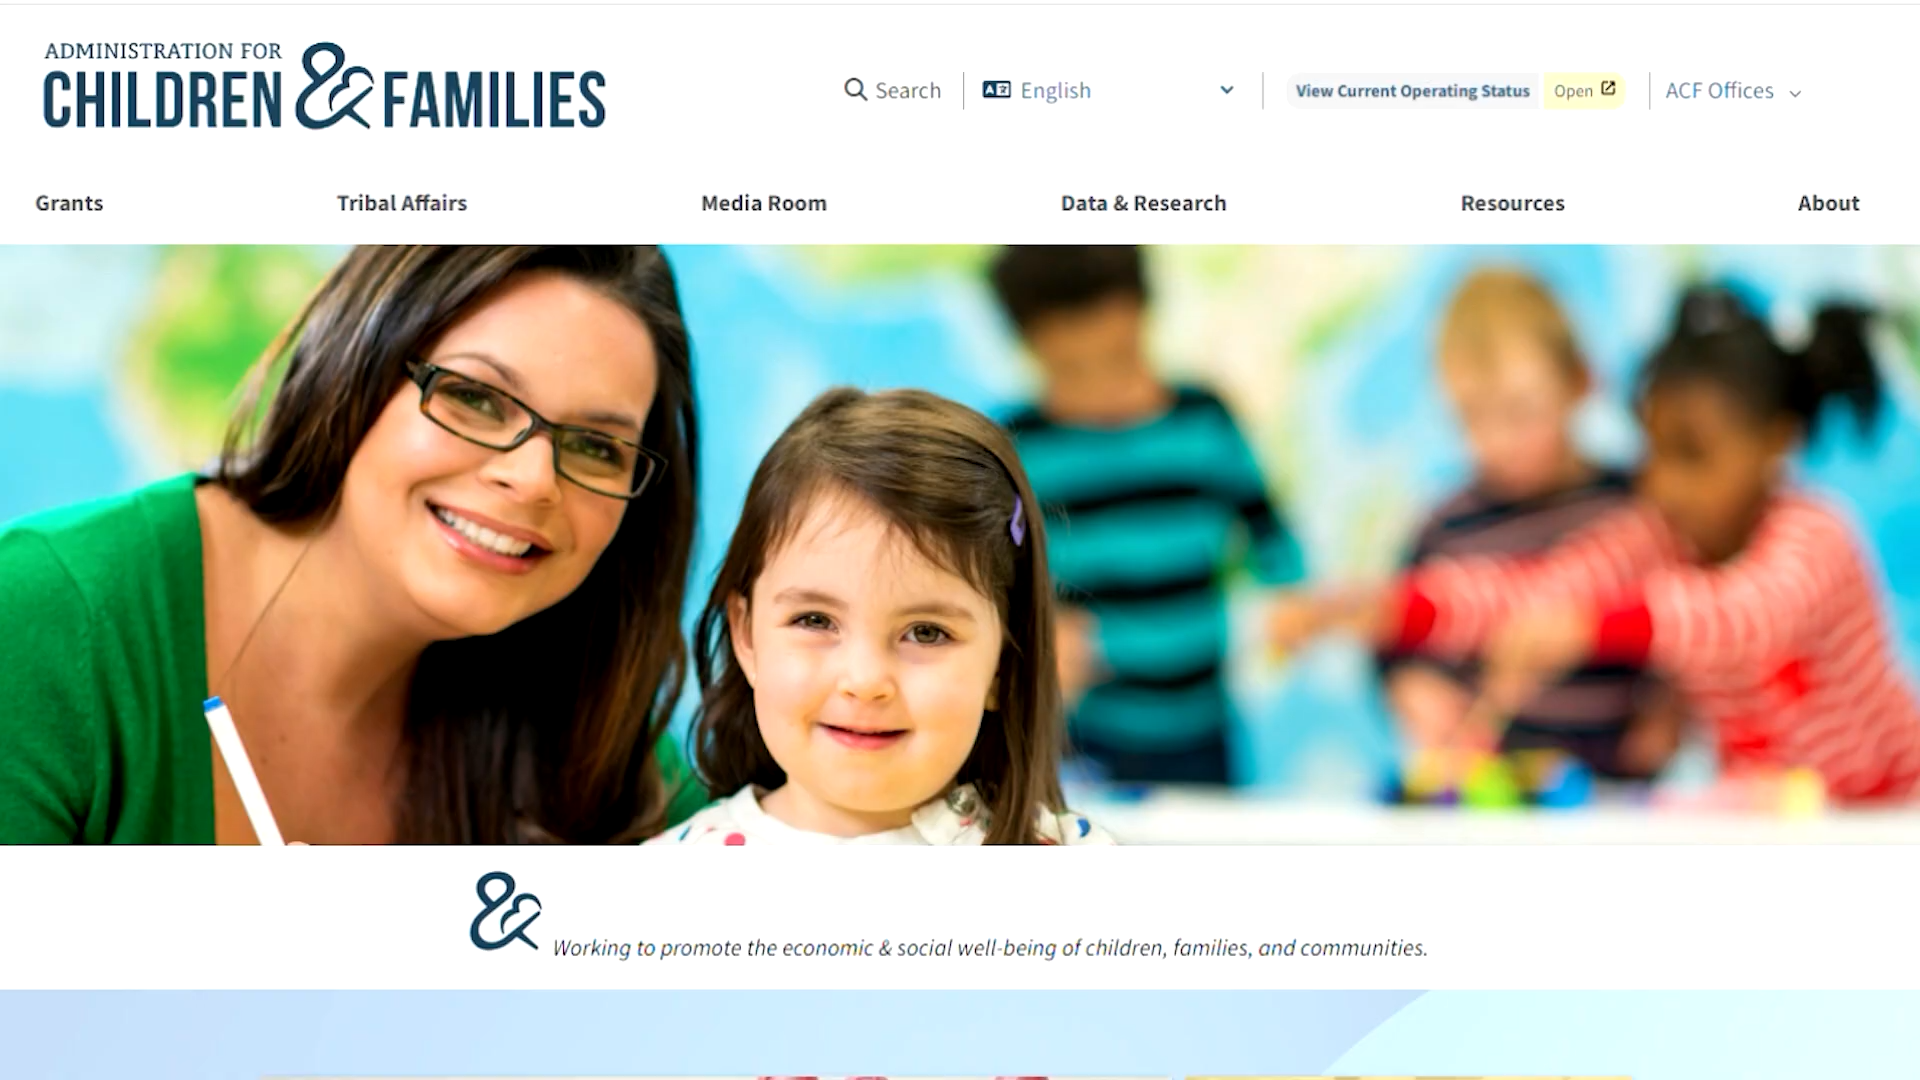 ADMINISTRATION FOR
CHILDREN & FAMILIES
Search
English
View Current Operating Status
Open
ACF Offices
Grants
Tribal Affairs
Media Room
Data & Research
Resources
About
& Working to promote the economic & social well-being of children, families, and communities.